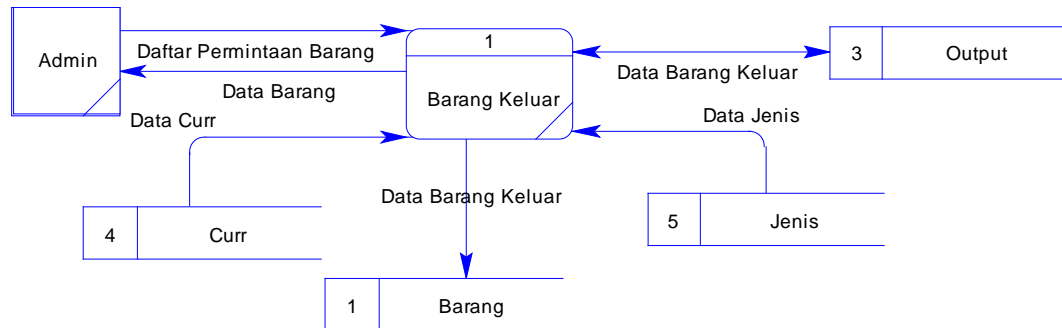 Admin
Daftar Permintaan Barang
Data Barang
1
Barang Keluar
Data Barang Keluar
3
Output
Data Curr
Data Jenis
4
Curr
Data Barang Keluar
5
Jenis
1
Barang